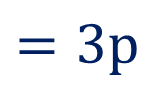 = 3p